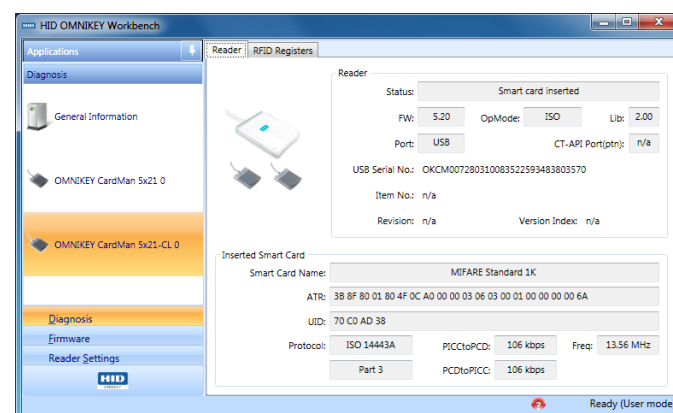 HID OMNIKEY Workbench
Applications
Diagnosis
General Information
OMNIKEY CardMan 5x21 0
OMNIKEY CardMan 5x21-CL 0
Diagnosis
Firmware
Reader Settings
HID
Reader RFID Registers
Reader
Status: Smart card inserted
FW: 5.20 OpMode: ISO Lib: 2.00
Port: USB CT-API Port(ptn): n/a
USB Serial No.: OKCM007280310083522593483803570
Item No.: n/a
Revision: n/a Version Index: n/a
Inserted Smart Card
Smart Card Name: MIFARE Standard 1K
ATR: 3B 8F 80 01 80 4F 0C A0 00 00 03 06 03 00 01 00 00 00 00 6A
UID: 70 C0 AD 38
Protocol: ISO 14443A PICCtoPCD: 106 kbps Freq: 13.56 MHz
Part 3 PCDtoPICC: 106 kbps
Ready (User mode